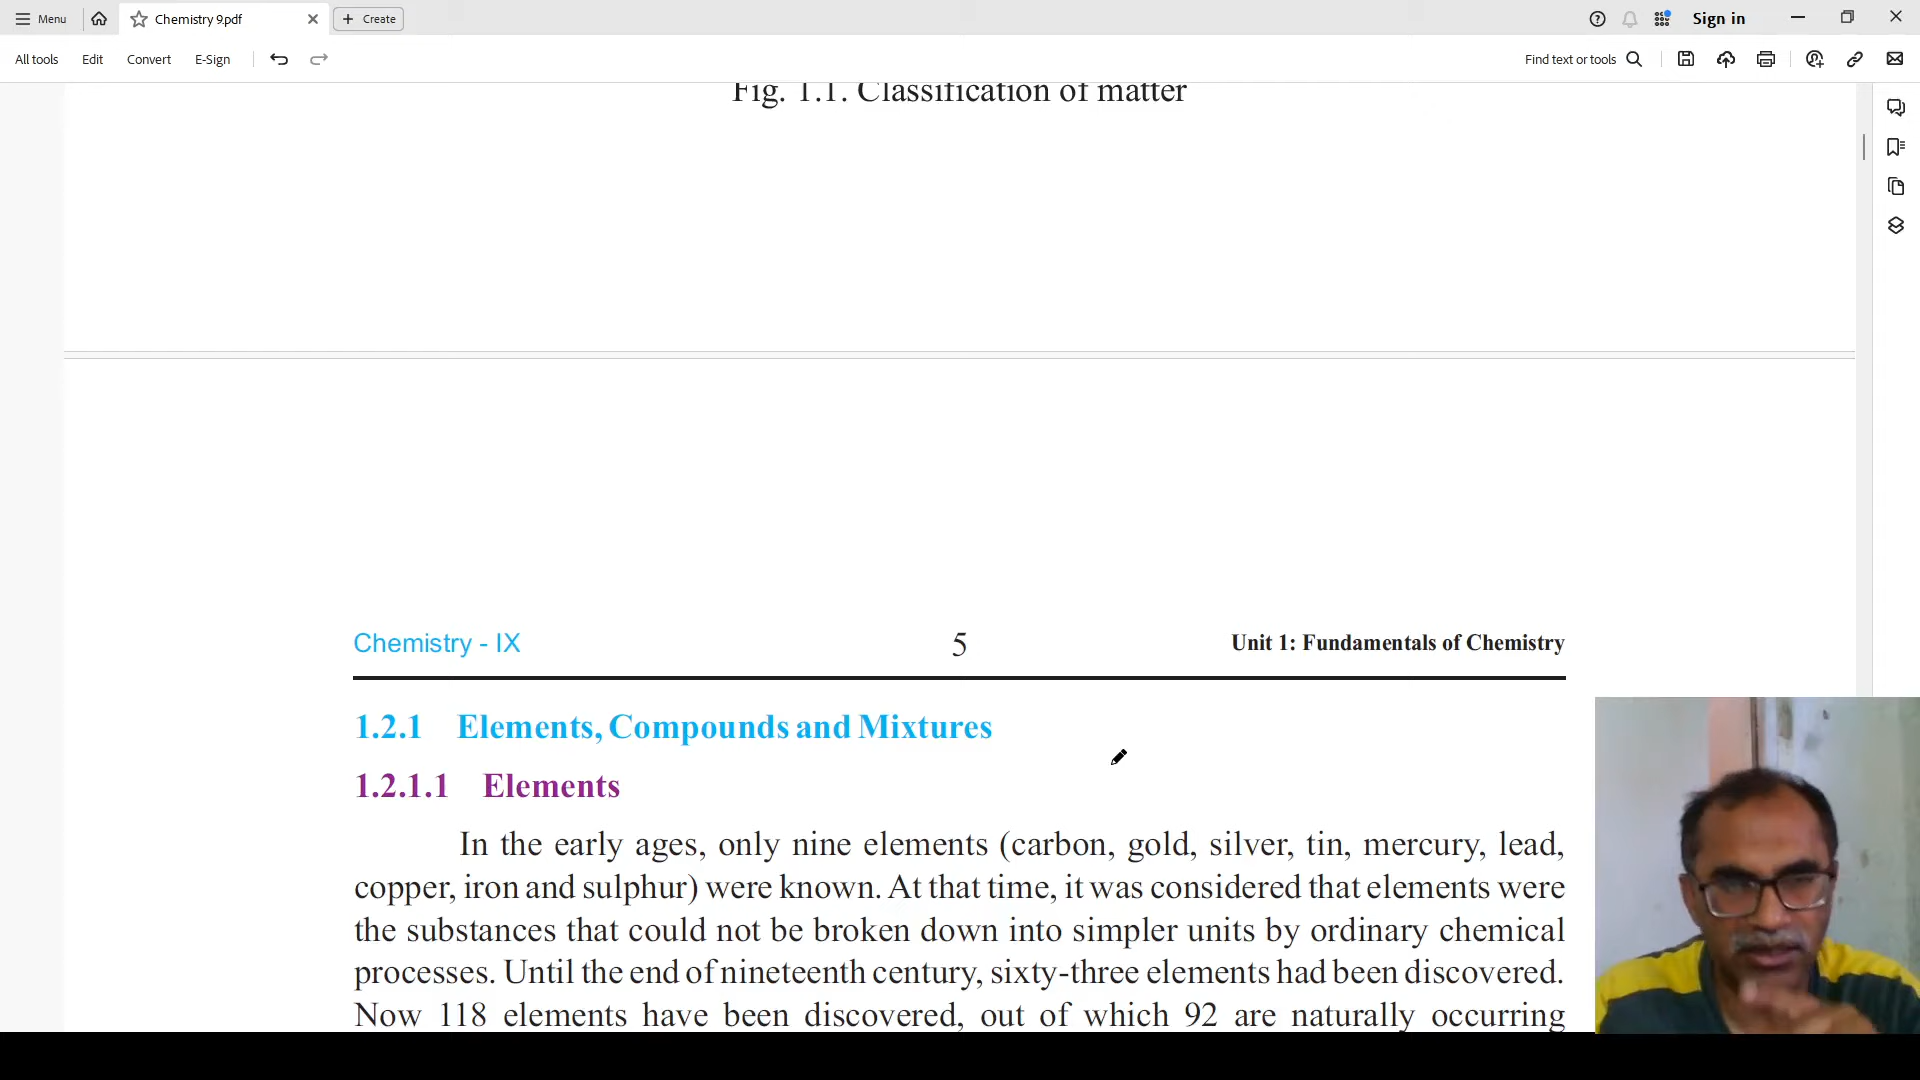 Menu
Chemistry 9.pdf
Create
Sign in
All tools
Edit
Convert
E-Sign
Find text or tools
Fig. 1.1. Classification of matter
Chemistry - IX
5
Unit 1: Fundamentals of Chemistry
1.2.1 Elements, Compounds and Mixtures
1.2.1.1 Elements
In the early ages, only nine elements (carbon, gold, silver, tin, mercury, lead,
copper, iron and sulphur) were known. At that time, it was considered that elements were
the substances that could not be broken down into simpler units by ordinary chemical
processes. Until the end of nineteenth century, sixty-three elements had been discovered.
Now 118 elements have been discovered, out of which 92 are naturally occurring